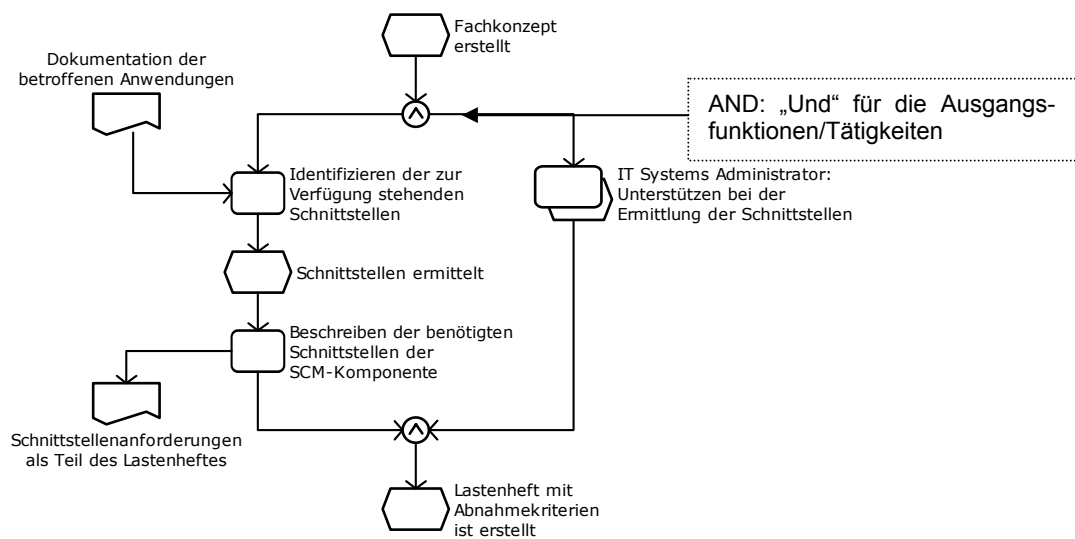 Fachkonzept
erstellt
Dokumentation der
betroffenen Anwendungen
AND: „Und“ für die Ausgangs-
funktionen/Tätigkeiten
Identifizieren der zur
Verfügung stehenden
Schnittstellen
IT Systems Administrator:
Unterstützen bei der
Ermittlung der Schnittstellen
Schnittstellen ermittelt
Beschreiben der benötigten
Schnittstellen der
SCM-Komponente
Schnittstellenanforderungen
als Teil des Lastenheftes
Lastenheft mit
Abnahmekriterien
ist erstellt